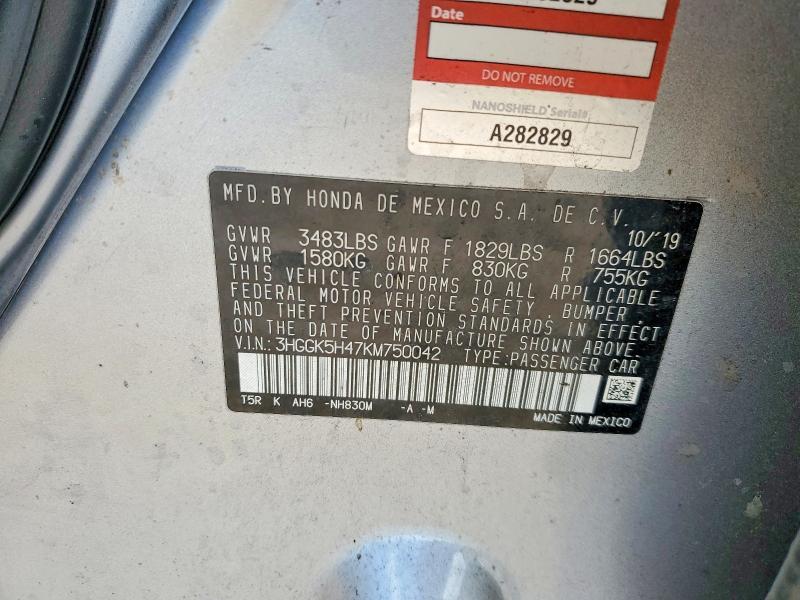 Date
DO NOT REMOVE
NANOSHIELD Serial#
A282829
MFD.BY HONDA DE MEXICO S.A. DE C.V.
10/'19
GVWR 3483LBS GAWR F 1829LBS R 1664LBS
GVWR 1580KG GAWR F 830KG R 755KG
THIS VEHICLE CONFORMS TO ALL APPLICABLE
FEDERAL MOTOR VEHICLE SAFETY, BUMPER,
AND THEFT PREVENTION STANDARDS IN EFFECT
ON THE DATE OF MANUFACTURE SHOWN ABOVE.
V.I.N.: 3HGGK5H47KM750042 TYPE:PASSENGER CAR
T5R K AH6 -NH830M -A -M
MADE IN MEXICO